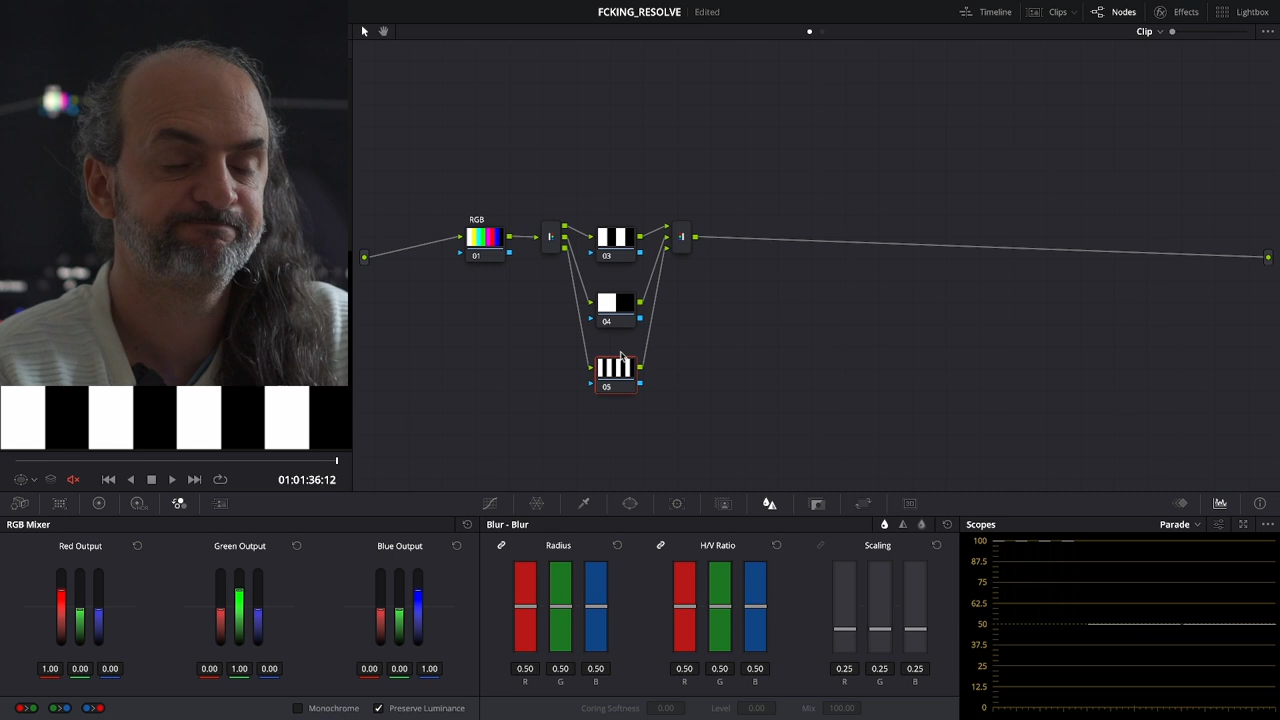 FCKING_RESOLVE Edited
Timeline Clips Nodes Effects Lightbox
Clip
RGB
01
03
04
05
01:01:36:12
RGB Mixer
Red Output Green Output Blue Output
1.00 0.00 0.00 0.00 1.00 0.00 0.00 0.00 1.00
Monochrome Preserve Luminance
Blur - Blur
Radius H/V Ratio Scaling
0.50 0.50 0.50 0.50 0.50 0.50 0.25 0.25 0.25
R G B R G B R G B
Coring Softness 0.00 Level 0.00 Mix 100.00
Scopes Parade
100
87.5
75
62.5
50
37.5
25
12.5
0